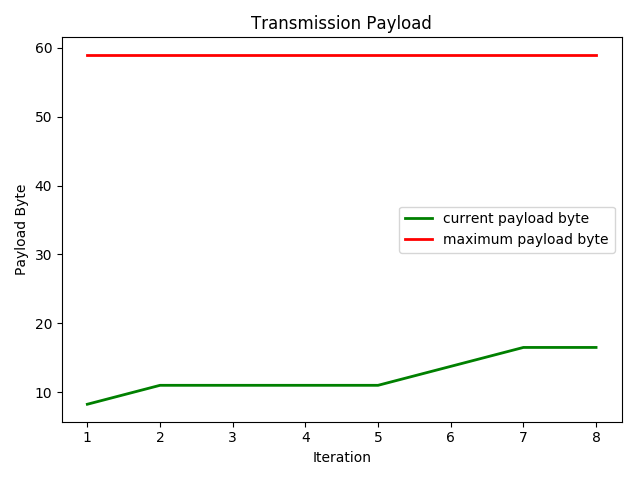 Transmission Payload
60
50
40
30
20
10
Payload Byte
current payload byte
maximum payload byte
1 2 3 4 5 6 7 8
Iteration